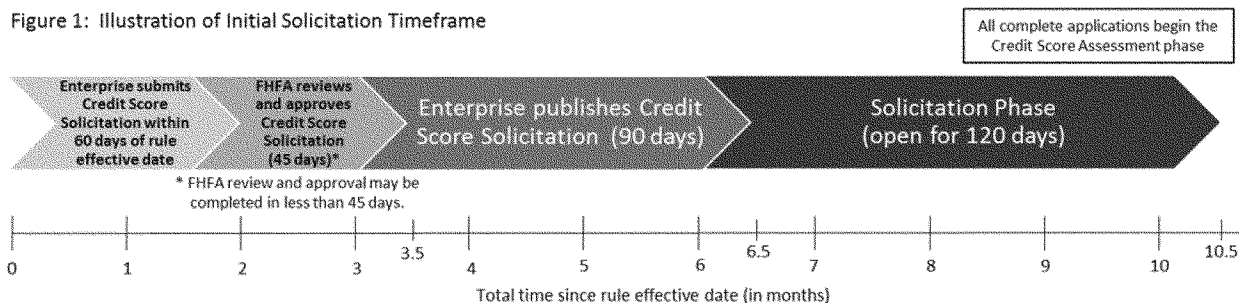 Figure 1: Illustration of Initial Solicitation Timeframe
All complete applications begin the
Credit Score Assessment phase
Enterprise submits
Credit Score
Solicitation within
60 days of rule
effective date
FHFA reviews
and approves
Credit Score
Solicitation
(45 days)*
Enterprise publishes Credit
Score Solicitation (90 days)
Solicitation Phase
(open for 120 days)
* FHFA review and approval may be
completed in less than 45 days.
0 1 2 3 3.5 4 5 6 6.5 7 8 9 10 10.5
Total time since rule effective date (in months)